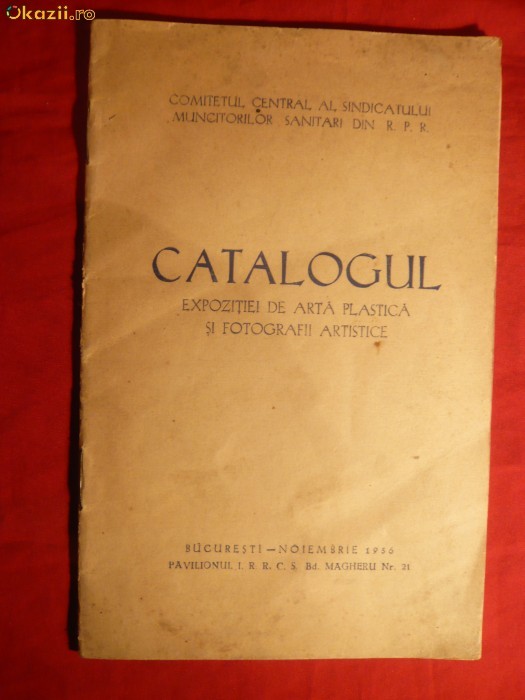 Okazii.ro
COMITETUL CENTRAL AL SINDICATULUI
MUNCITORILOR SANITARI DIN R. P. R.
CATALOGUL
EXPOZIȚIEI DE ARTĂ PLASTICĂ
ȘI FOTOGRAFII ARTISTICE
BUCUREȘTI — NOIEMBRIE 1956
PAVILIONUL I. R. R. C. S. Bd. MAGHERU Nr. 21